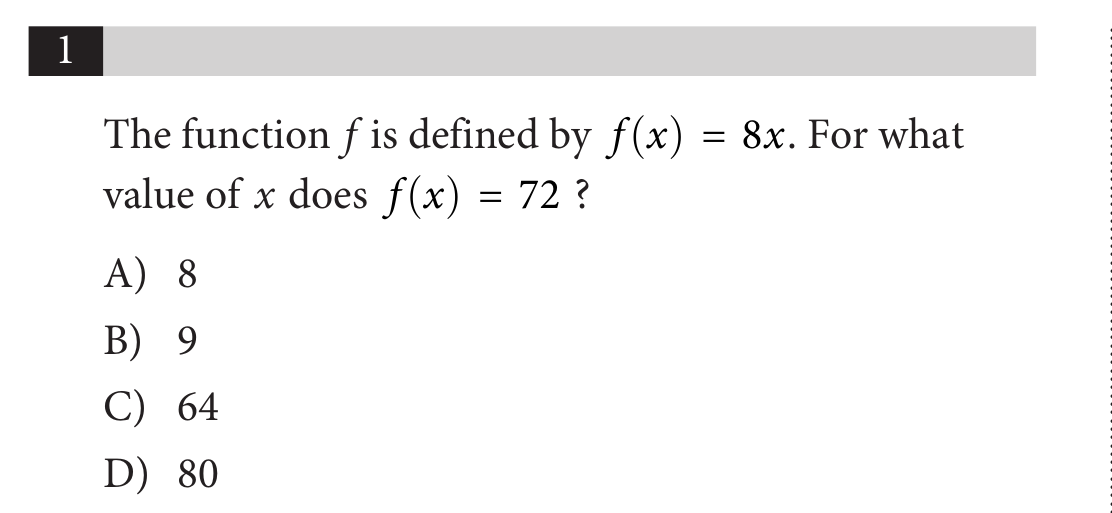 1
The function f is defined by f(x) = 8x. For what
value of x does f(x) = 72 ?
A) 8
B) 9
C) 64
D) 80